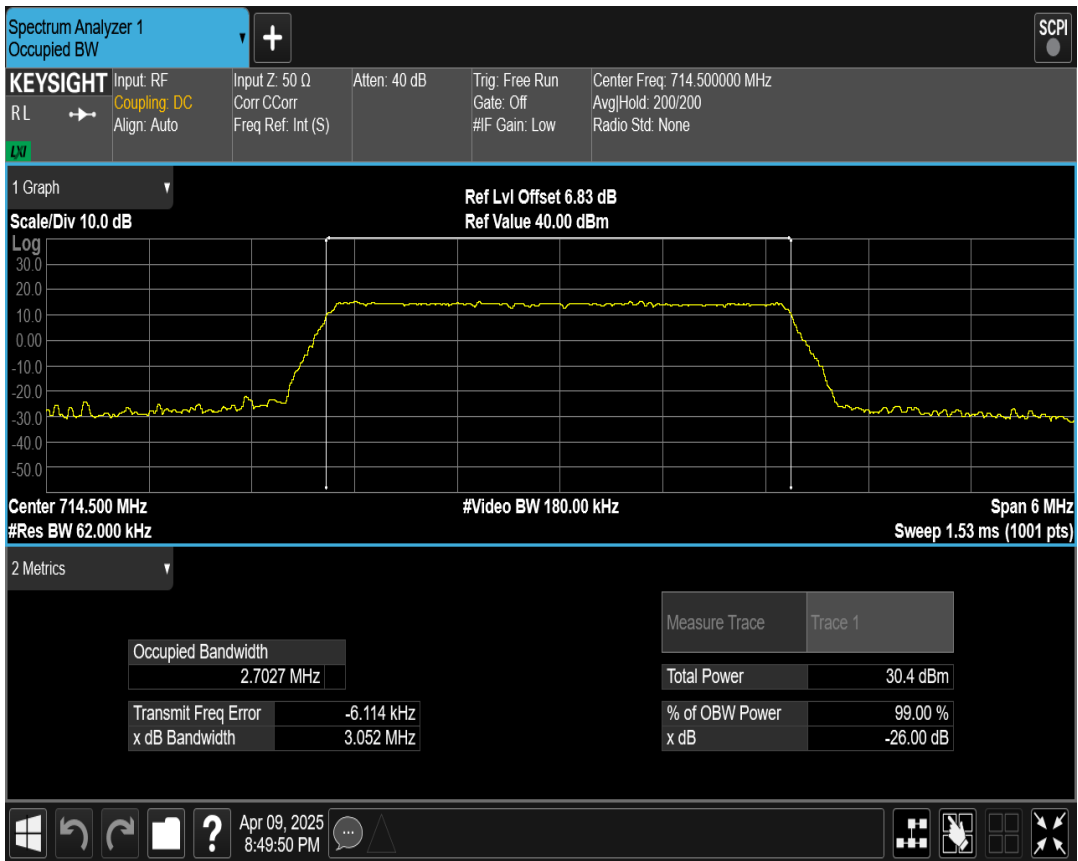 Spectrum Analyzer 1
Occupied BW
+
SCPI
KEYSIGHT
R L
LXI
Input: RF
Coupling: DC
Align: Auto
Input Z: 50 Ω
Corr CCorr
Freq Ref: Int (S)
Atten: 40 dB
Trig: Free Run
Gate: Off
#IF Gain: Low
Center Freq: 714.500000 MHz
Avg|Hold: 200/200
Radio Std: None
1 Graph
Scale/Div 10.0 dB
Ref Lvl Offset 6.83 dB
Ref Value 40.00 dBm
Log
30.0
20.0
10.0
0.00
-10.0
-20.0
-30.0
-40.0
-50.0
Center 714.500 MHz
#Res BW 62.000 kHz
#Video BW 180.00 kHz
Span 6 MHz
Sweep 1.53 ms (1001 pts)
2 Metrics
Measure Trace Trace 1
Occupied Bandwidth
2.7027 MHz
Total Power 30.4 dBm
Transmit Freq Error -6.114 kHz
x dB Bandwidth 3.052 MHz
% of OBW Power 99.00 %
x dB -26.00 dB
?
Apr 09, 2025
8:49:50 PM